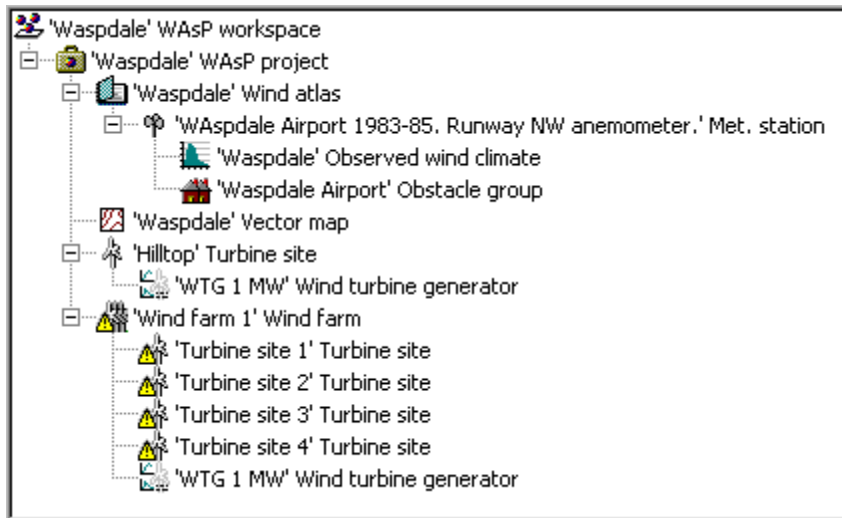 'Waspdale' WAsP workspace
'Waspdale' WAsP project
'Waspdale' Wind atlas
'WAspdale Airport 1983-85. Runway NW anemometer.' Met. station
'Waspdale' Observed wind climate
'Waspdale Airport' Obstacle group
'Waspdale' Vector map
'Hilltop' Turbine site
'WTG 1 MW' Wind turbine generator
'Wind farm 1' Wind farm
'Turbine site 1' Turbine site
'Turbine site 2' Turbine site
'Turbine site 3' Turbine site
'Turbine site 4' Turbine site
'WTG 1 MW' Wind turbine generator